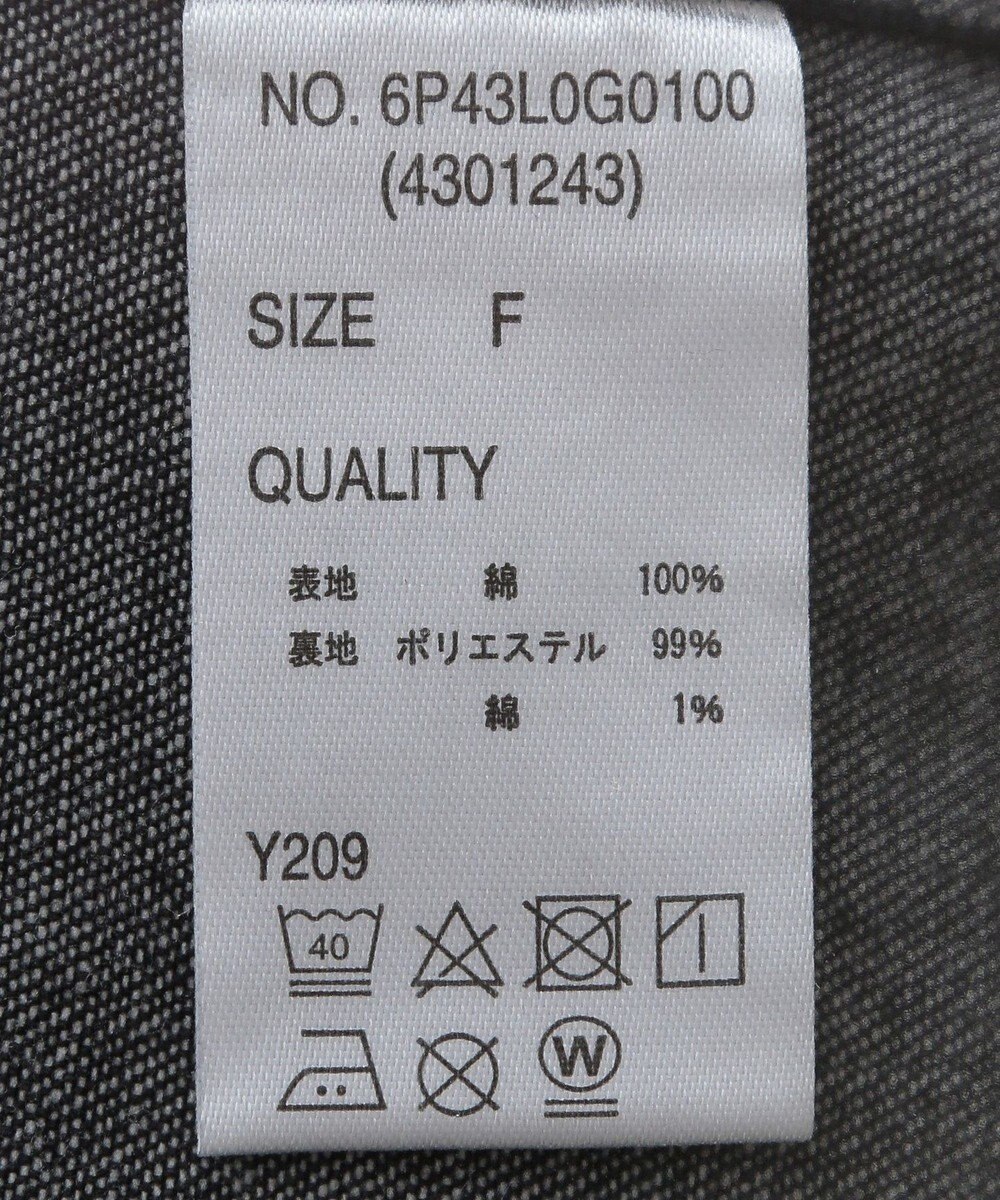 NO. 6P43L0G0100
(4301243)
SIZE F
QUALITY
表地 綿 100%
裏地 ポリエステル 99%
綿 1%
Y209
40
W